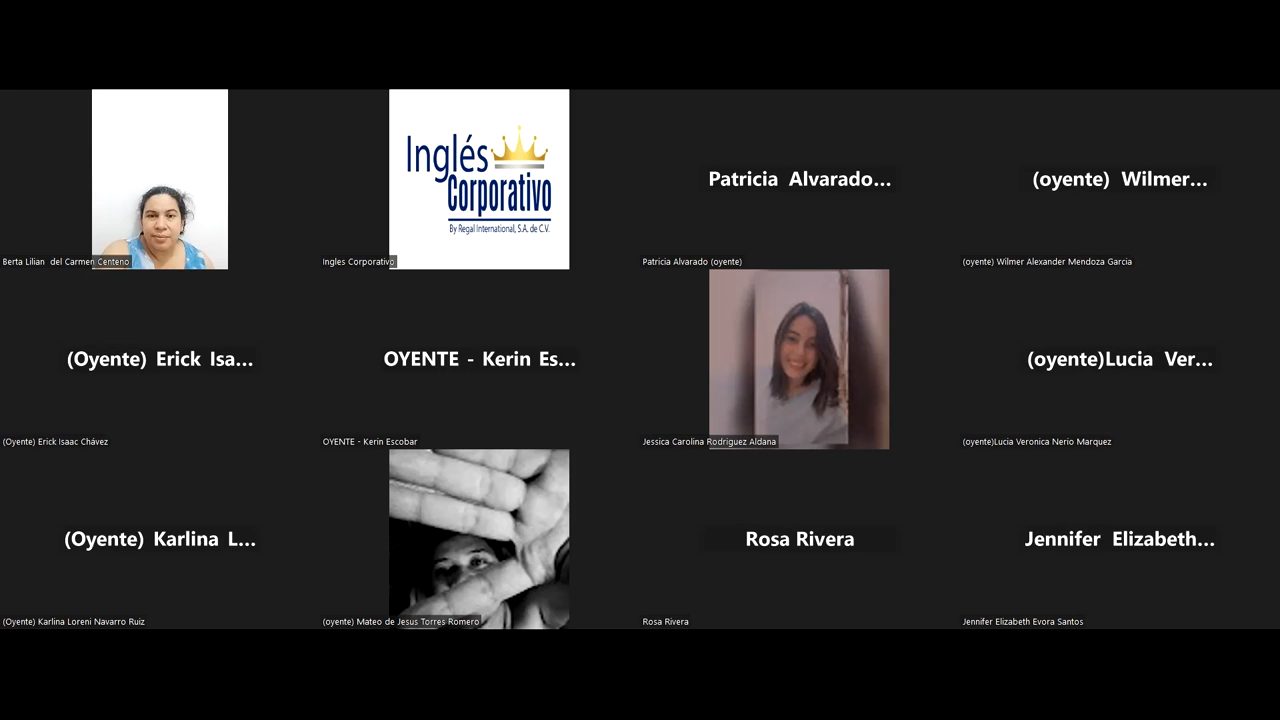 Inglés
Corporativo
By Regal International, S.A. de C.V.
Patricia Alvarado...
(oyente) Wilmer...
Berta Lilian del Carmen Centeno
Ingles Corporativo
Patricia Alvarado (oyente)
(oyente) Wilmer Alexander Mendoza Garcia
(Oyente) Erick Isa...
OYENTE - Kerin Es...
(oyente)Lucia Ver...
(Oyente) Erick Isaac Chávez
OYENTE - Kerin Escobar
Jessica Carolina Rodriguez Aldana
(oyente)Lucia Veronica Nerio Marquez
(Oyente) Karlina L...
Rosa Rivera
Jennifer Elizabeth...
(Oyente) Karlina Loreni Navarro Ruiz
(oyente) Mateo de Jesus Torres Romero
Rosa Rivera
Jennifer Elizabeth Evora Santos